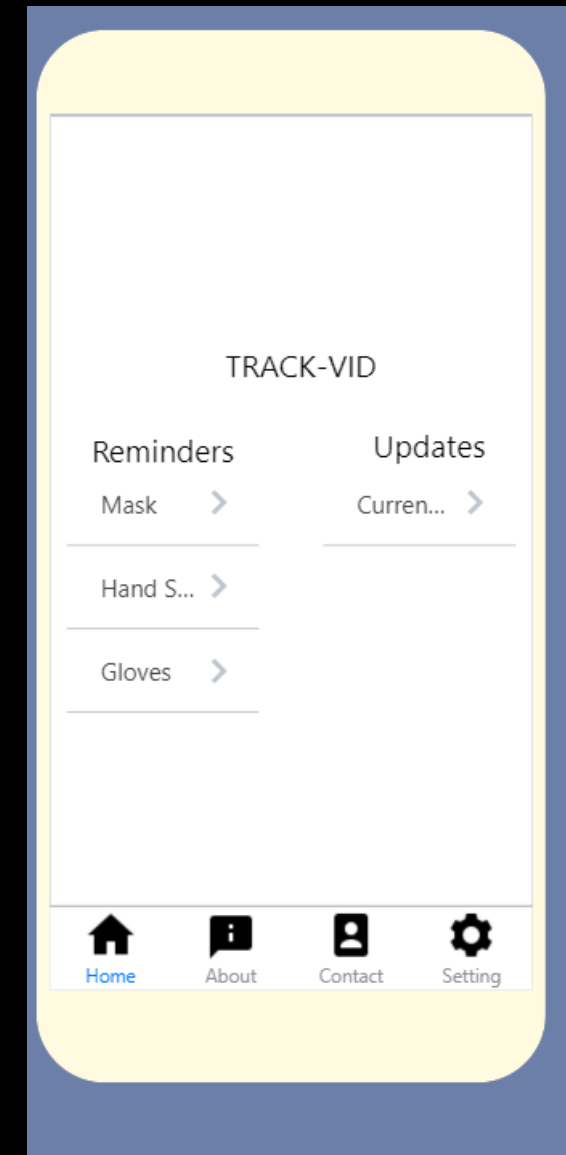 TRACK-VID
Reminders
Mask
Hand S...
Gloves
Updates
Curren...
Home About Contact Setting